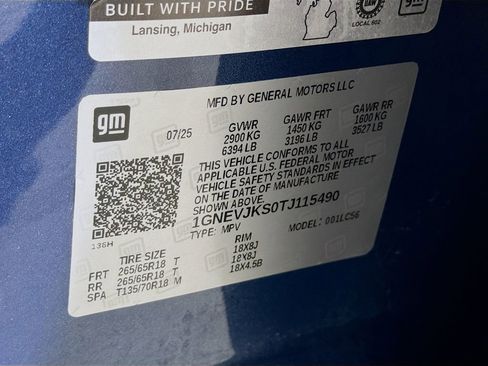 BUILT WITH PRIDE
Lansing, Michigan
LOCAL 602
gm
gm
MFD BY GENERAL MOTORS LLC
07/25
GVWR GAWR FRT GAWR RR
2900 KG 1450 KG 1600 KG
6394 LB 3196 LB 3527 LB
THIS VEHICLE CONFORMS TO ALL
APPLICABLE U.S. FEDERAL MOTOR
VEHICLE SAFETY STANDARDS IN
EFFECT ON THE DATE OF
MANUFACTURE SHOWN ABOVE.
1GNEVJKS0TJ115490
TYPE: MPV MODEL: 001LC56
138H
TIRE SIZE RIM
FRT 265/65R18 T 18X8J
RR 265/65R18 T 18X8J
SPA T135/70R18 M 18X4.5B